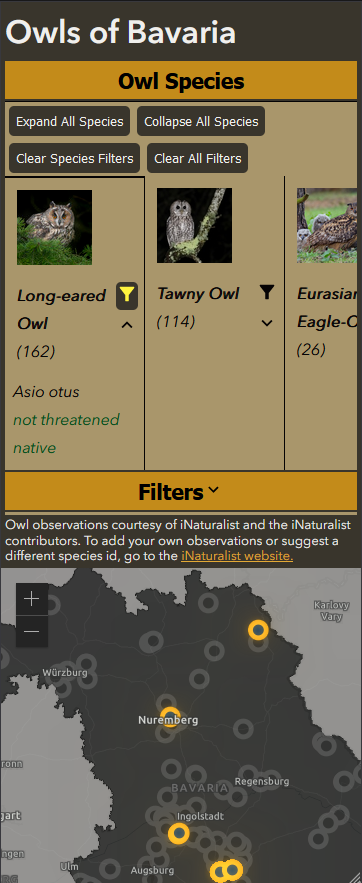 Owls of Bavaria
Owl Species
Expand All Species
Collapse All Species
Clear Species Filters
Clear All Filters
Long-eared
Owl
(162)
Asio otus
not threatened
native
Tawny Owl
(114)
Eurasian
Eagle-O
(26)
Filters
Owl observations courtesy of iNaturalist and the iNaturalist
contributors. To add your own observations or suggest a
different species id, go to the iNaturalist website.
+
−
Karlovy
Vary
Würzburg
Nuremberg
bronn
BAVARIA
Regensburg
Ingolstadt
gart
ngen
Ulm
Augsburg